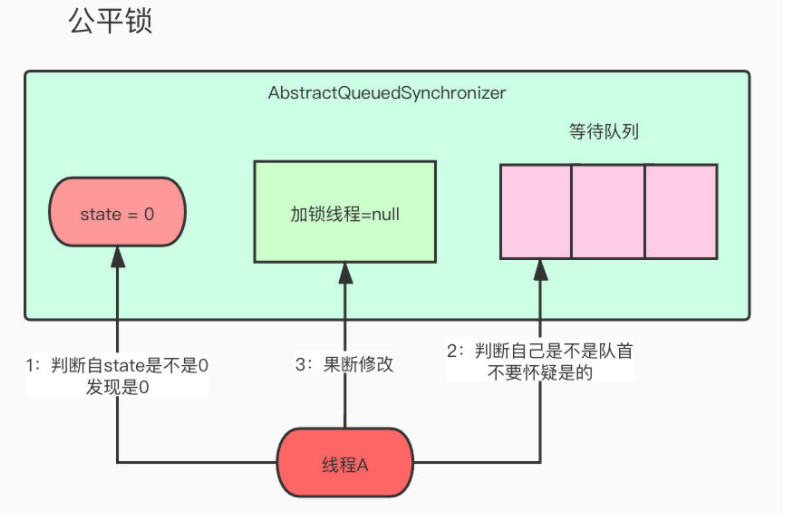 公平锁
AbstractQueuedSynchronizer
等待队列
state = 0
加锁线程=null
1：判断自state是不是0
发现是0
3：果断修改
2：判断自己是不是队首
不要怀疑是的
线程A